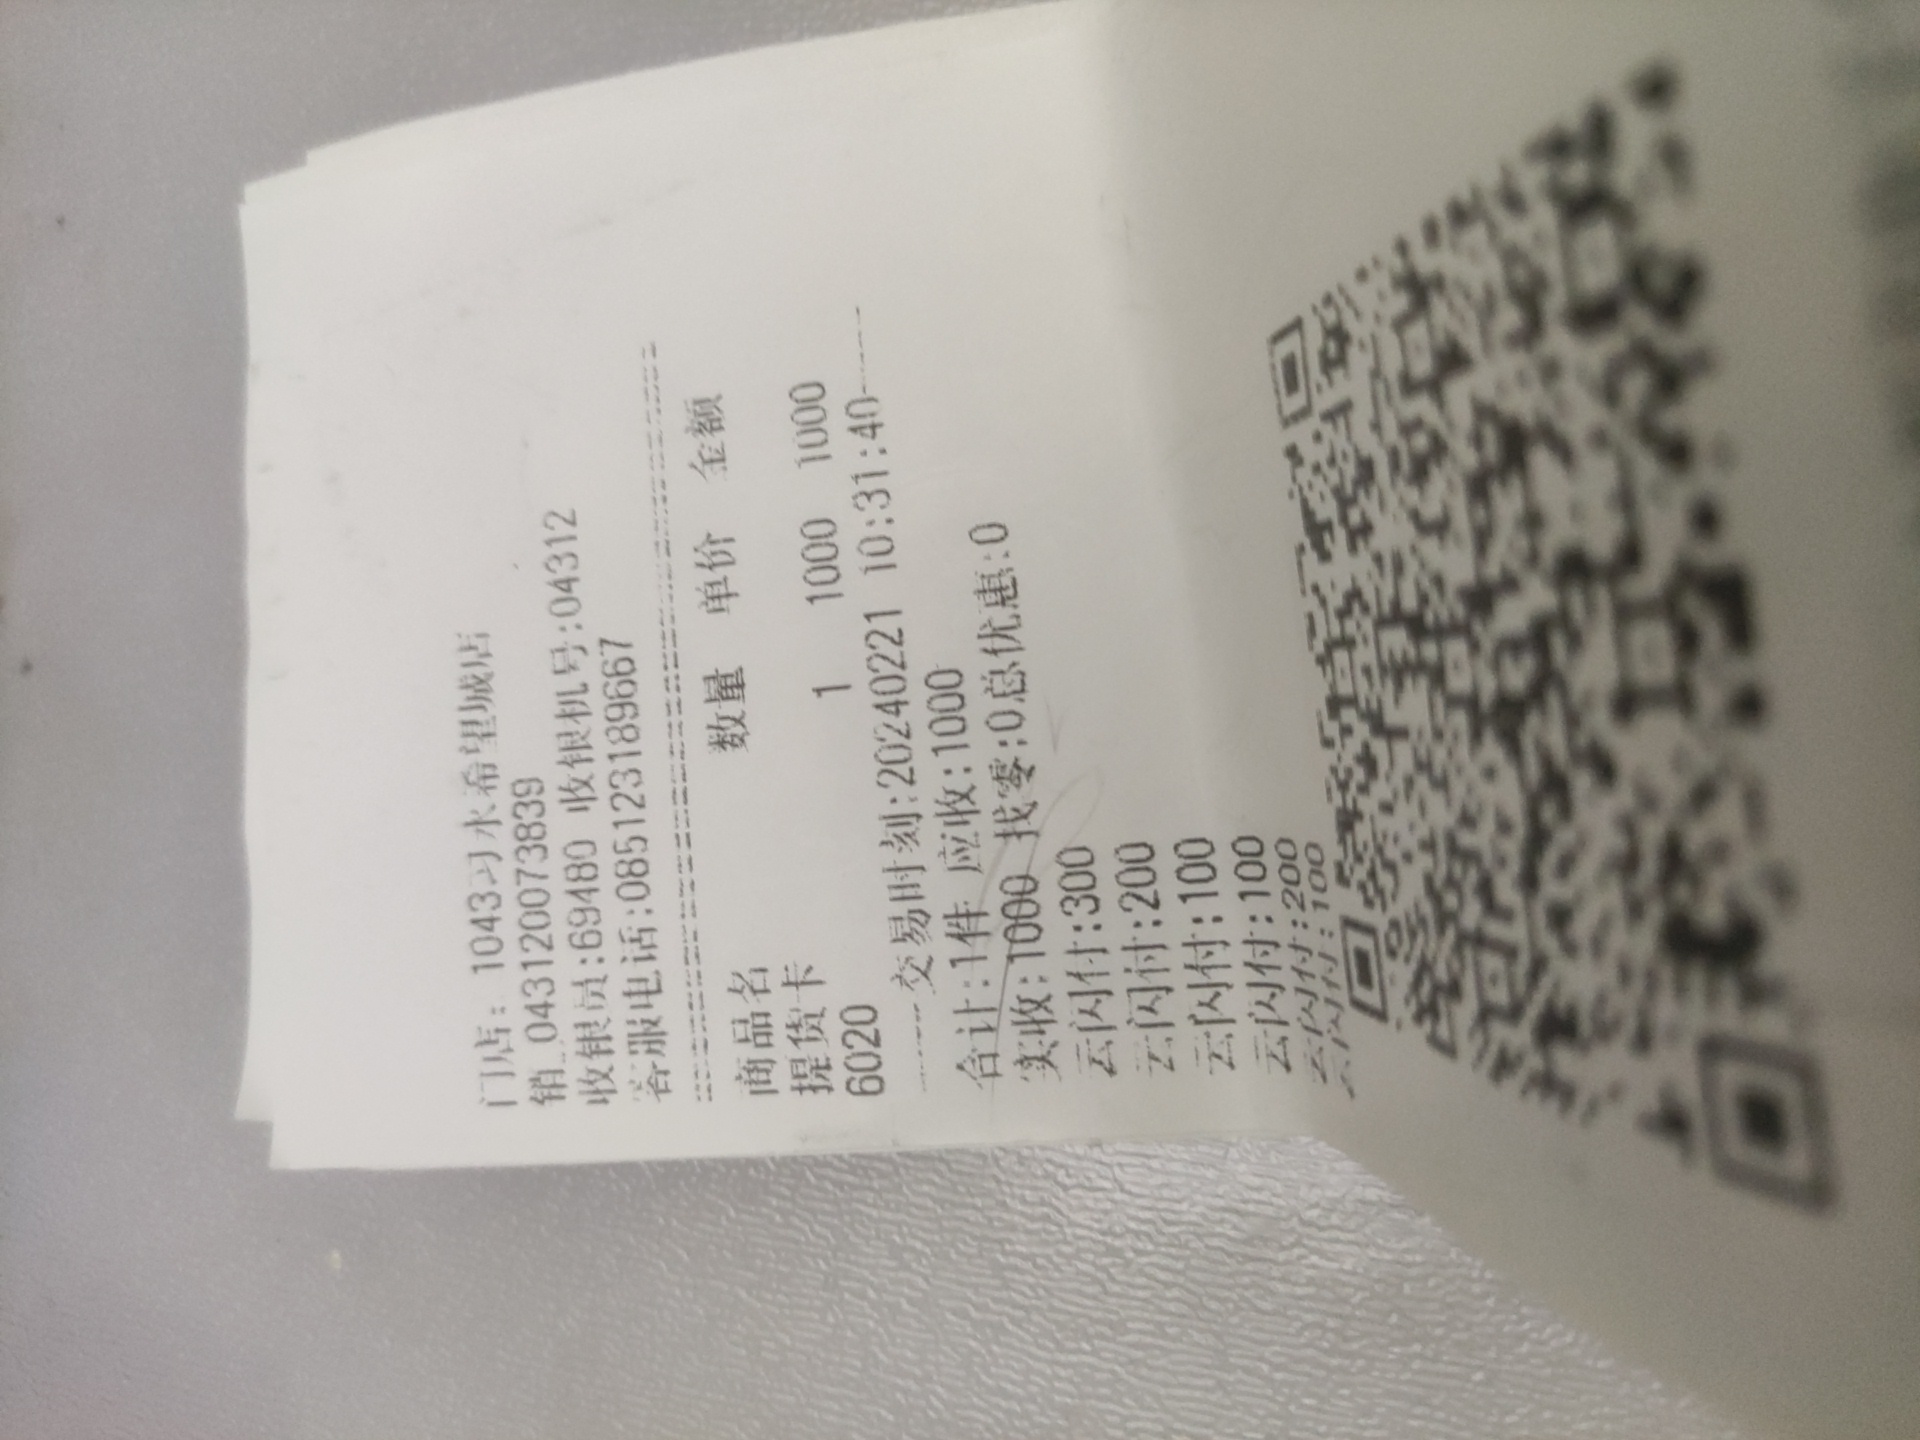 门店: 1043习水希望城店
销_0431200738​39
收银员:69480 收银机号:04312
客服电话:085123189667
商品名 数量 单价 金额
提货卡
6020 1 1000 1000
交易时刻:20240221 10:31:40
合计:1件 应收:1000
实收:1000 找零:0总优惠:0
云闪付:300
云闪付:200
云闪付:100
云闪付:100
云闪付:200
云闪付:100